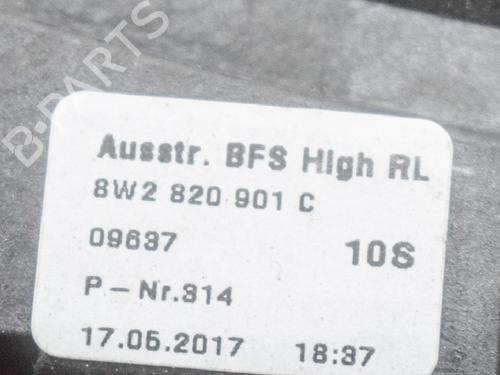 B-PARTS
Ausstr. BFS High RL
8W2 820 901 C
09637 10S
P-Nr.314
17.05.2017 18:37